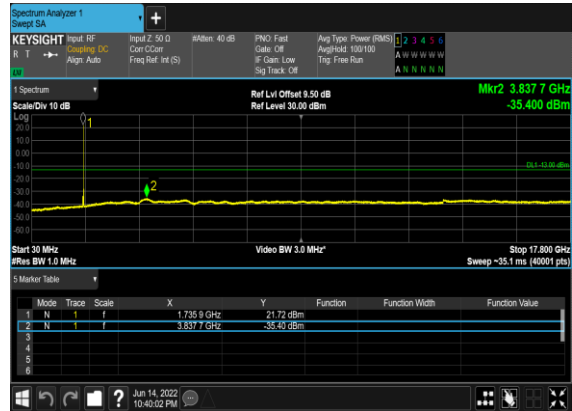 Spectrum Analyzer 1
Swept SA
+
KEYSIGHT Input: RF Input Z: 50 Ω #Atten: 40 dB PNO: Fast Avg Type: Power (RMS) 1 2 3 4 5 6
R T Coupling: DC Corr CCorr Gate: Off Avg|Hold: 100/100 A W W W W W
Align: Auto Freq Ref: Int (S) IF Gain: Low Trig: Free Run
Sig Track: Off A N N N N N
1 Spectrum Ref Lvl Offset 9.50 dB Mkr2 3.837 7 GHz
Scale/Div 10 dB Ref Level 30.00 dBm -35.400 dBm
Log
20.0
10.0
0.00
-10.0
-20.0
-30.0
-40.0
-50.0
-60.0
1
2
DL1 -13.00 dBm
Start 30 MHz Video BW 3.0 MHz* Stop 17.800 GHz
#Res BW 1.0 MHz Sweep ~35.1 ms (40001 pts)
5 Marker Table
Mode Trace Scale X Y Function Function Width Function Value
1 N 1 f 1.735 9 GHz 21.72 dBm
2 N 1 f 3.837 7 GHz -35.40 dBm
3
4
5
6
? Jun 14, 2022
10:40:02 PM